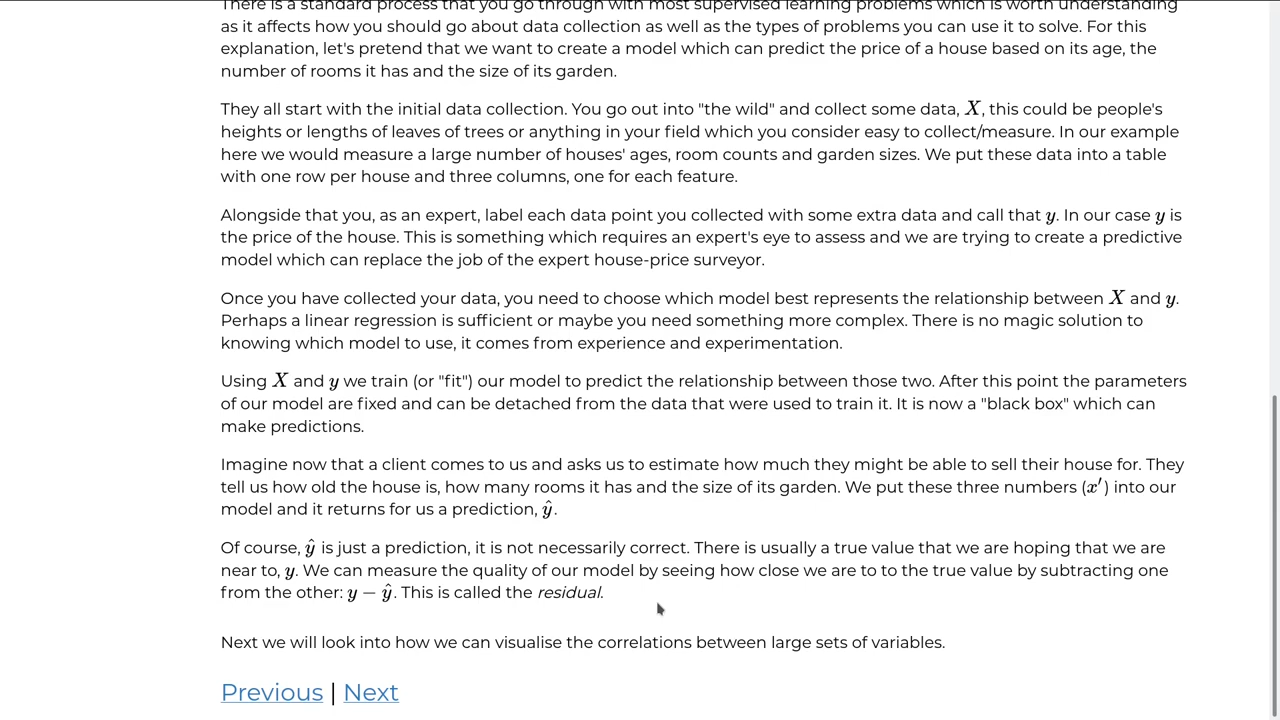 There is a standard process that you go through with most supervised learning problems which is worth understanding
as it affects how you should go about data collection as well as the types of problems you can use it to solve. For this
explanation, let's pretend that we want to create a model which can predict the price of a house based on its age, the
number of rooms it has and the size of its garden.
They all start with the initial data collection. You go out into "the wild" and collect some data, X, this could be people's
heights or lengths of leaves of trees or anything in your field which you consider easy to collect/measure. In our example
here we would measure a large number of houses' ages, room counts and garden sizes. We put these data into a table
with one row per house and three columns, one for each feature.
Alongside that you, as an expert, label each data point you collected with some extra data and call that y. In our case y is
the price of the house. This is something which requires an expert's eye to assess and we are trying to create a predictive
model which can replace the job of the expert house-price surveyor.
Once you have collected your data, you need to choose which model best represents the relationship between X and y.
Perhaps a linear regression is sufficient or maybe you need something more complex. There is no magic solution to
knowing which model to use, it comes from experience and experimentation.
Using X and y we train (or "fit") our model to predict the relationship between those two. After this point the parameters
of our model are fixed and can be detached from the data that were used to train it. It is now a "black box" which can
make predictions.
Imagine now that a client comes to us and asks us to estimate how much they might be able to sell their house for. They
tell us how old the house is, how many rooms it has and the size of its garden. We put these three numbers (x′) into our
model and it returns for us a prediction, ŷ.
Of course, ŷ is just a prediction, it is not necessarily correct. There is usually a true value that we are hoping that we are
near to, y. We can measure the quality of our model by seeing how close we are to to the true value by subtracting one
from the other: y − ŷ. This is called the residual.
Next we will look into how we can visualise the correlations between large sets of variables.
Previous | Next